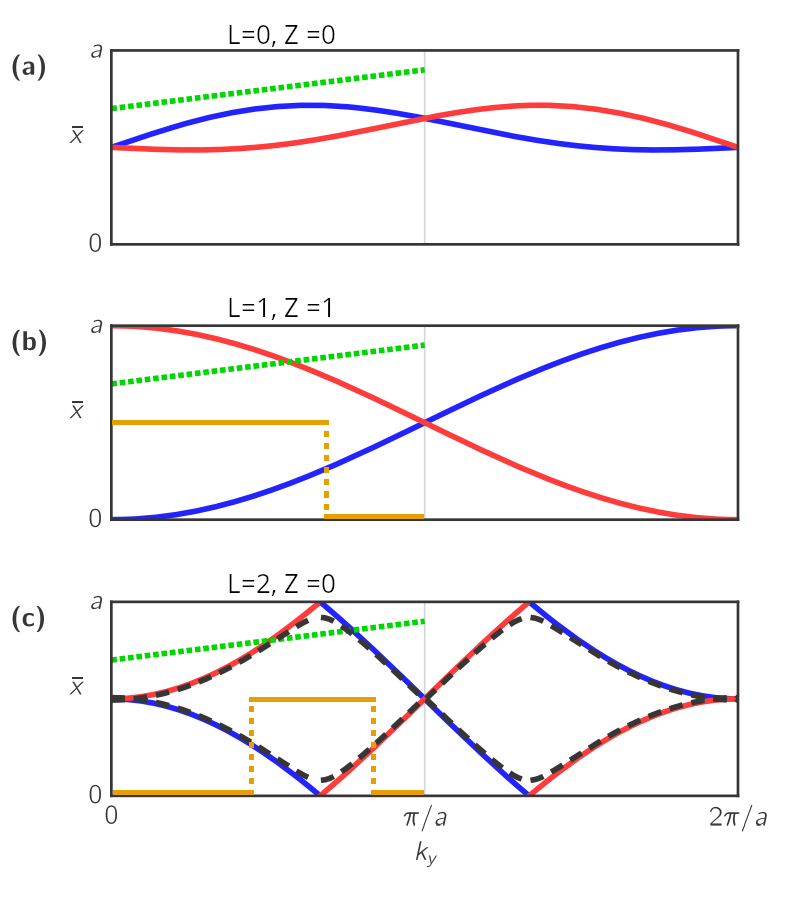 L=0, Z =0
(a)
a
x̄
0
L=1, Z =1
(b)
a
x̄
0
L=2, Z =0
(c)
a
x̄
0
0 π/a 2π/a
k_y